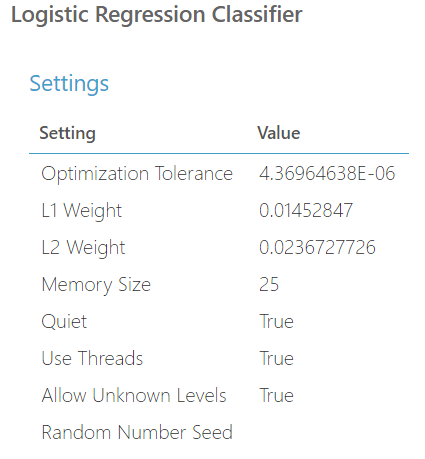 Logistic Regression Classifier
Settings
Setting Value
Optimization Tolerance 4.36964638E-06
L1 Weight 0.01452847
L2 Weight 0.0236727726
Memory Size 25
Quiet True
Use Threads True
Allow Unknown Levels True
Random Number Seed